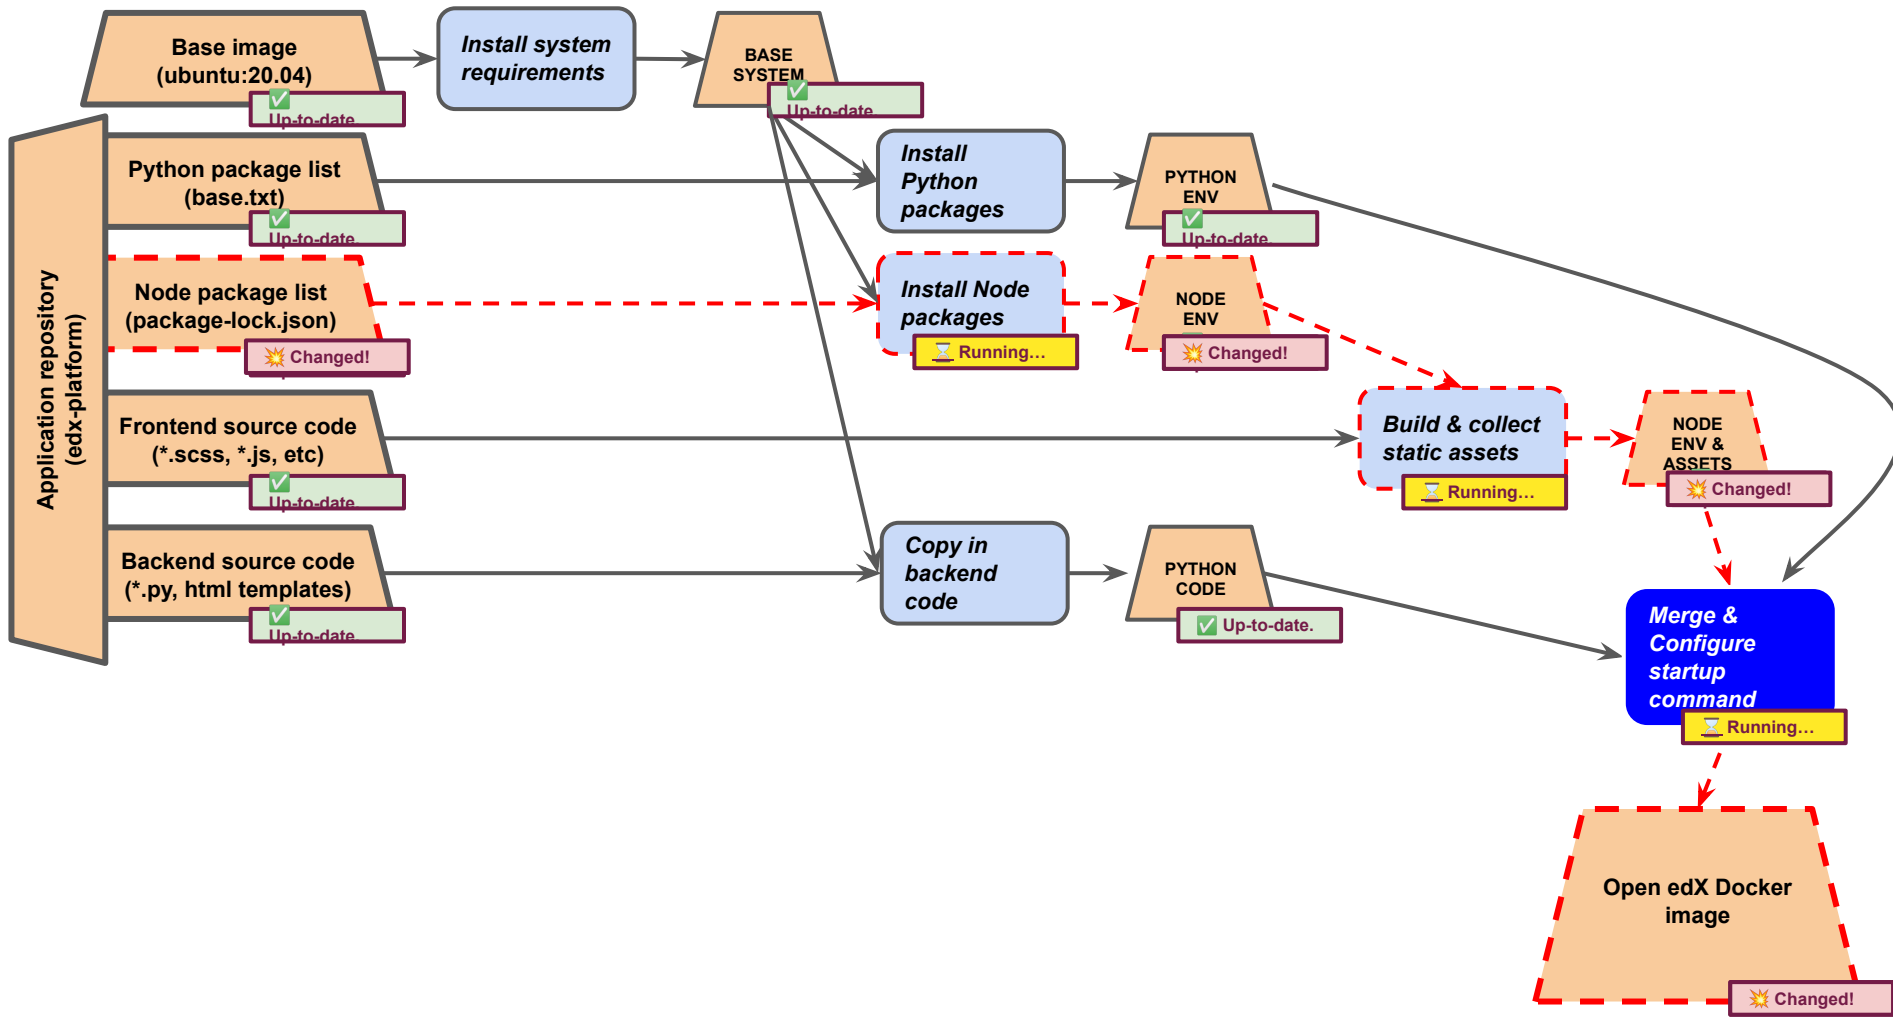 Base image
(ubuntu:20.04)
✅
Up-to-date.
Install system
requirements
BASE
SYSTEM
✅
Up-to-date.
Application repository
(edx-platform)
Python package list
(base.txt)
✅
Up-to-date.
Install
Python
packages
PYTHON
ENV
✅
Up-to-date.
Node package list
(package-lock.json)
💥 Changed!
Install Node
packages
⏳ Running…
NODE
ENV
💥 Changed!
Frontend source code
(*.scss, *.js, etc)
✅
Up-to-date.
Build & collect
static assets
⏳ Running…
NODE
ENV &
ASSETS
💥 Changed!
Backend source code
(*.py, html templates)
✅
Up-to-date.
Copy in
backend
code
PYTHON
CODE
✅ Up-to-date.
Merge &
Configure
startup
command
⏳ Running…
Open edX Docker
image
💥 Changed!